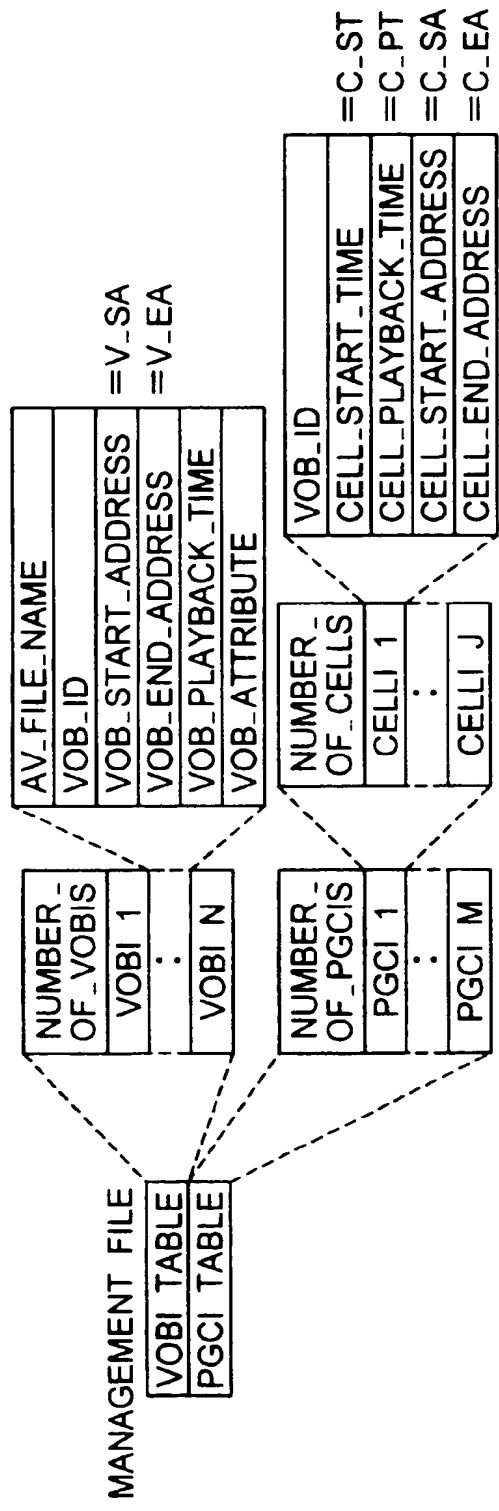 MANAGEMENT FILE
VOBI TABLE
PGCI TABLE
NUMBER_
OF_VOBIS
VOBI 1
: 
VOBI N
AV_FILE_NAME
VOB_ID
VOB_START_ADDRESS =V_SA
VOB_END_ADDRESS =V_EA
VOB_PLAYBACK_TIME
VOB_ATTRIBUTE
NUMBER_
OF_PGCIS
PGCI 1
:
PGCI M
NUMBER_
OF_CELLS
CELLI 1
:
CELLI J
VOB_ID
CELL_START_TIME =C_ST
CELL_PLAYBACK_TIME =C_PT
CELL_START_ADDRESS =C_SA
CELL_END_ADDRESS =C_EA